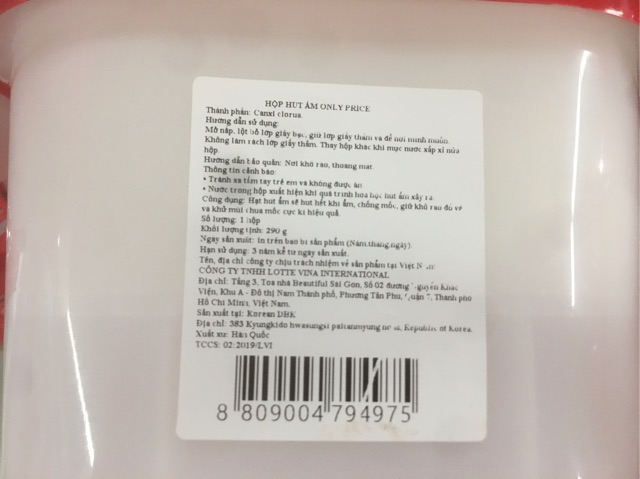 HỘP HÚT ẨM ONLY PRICE
Thành phần: Canxi clorua.
Hướng dẫn sử dụng:
Mở nắp, lột bỏ lớp giấy bạc, giữ lớp giấy thấm và để nơi mình muốn.
Không làm rách lớp giấy thấm. Thay hộp khác khi mực nước xấp xỉ nửa
hộp.
Hướng dẫn bảo quản: Nơi khô ráo, thoáng mát.
Thông tin cảnh báo:
• Tránh xa tầm tay trẻ em và không được ăn
• Nước trong hộp xuất hiện khi quá trình hóa học hút ẩm xảy ra.
Công dụng: Hạt hút ẩm sẽ hút hết khí ẩm, chống mốc, giữ khô ráo đồ vé
và khử mùi chua mốc cực kì hiệu quả.
Số lượng: 1 hộp
Khối lượng tịnh: 290 g
Ngày sản xuất: In trên bao bì sản phẩm (Năm.tháng.ngày)
Hạn sử dụng: 3 năm kể từ ngày sản xuất.
Tên, địa chỉ công ty chịu trách nhiệm về sản phẩm tại Việt
CÔNG TY TNHH LOTTE VINA INTERNATIONAL
Địa chỉ: Tầng 3, Tòa nhà Beautiful Sai Gon, Số 02 đường Khắc
Viện, Khu A - Đô thị Nam Thành phố, Phường Tân Phú, 7, Thành phố
Hồ Chí Minh, Việt Nam.
Sản xuất tại: Korean DHK
Địa chỉ: 383 Kyungkido hwasungsi Republic of Korea.
Xuất xứ: Hàn Quốc
TCCS: 02:2019/LVI
8 809004 794975